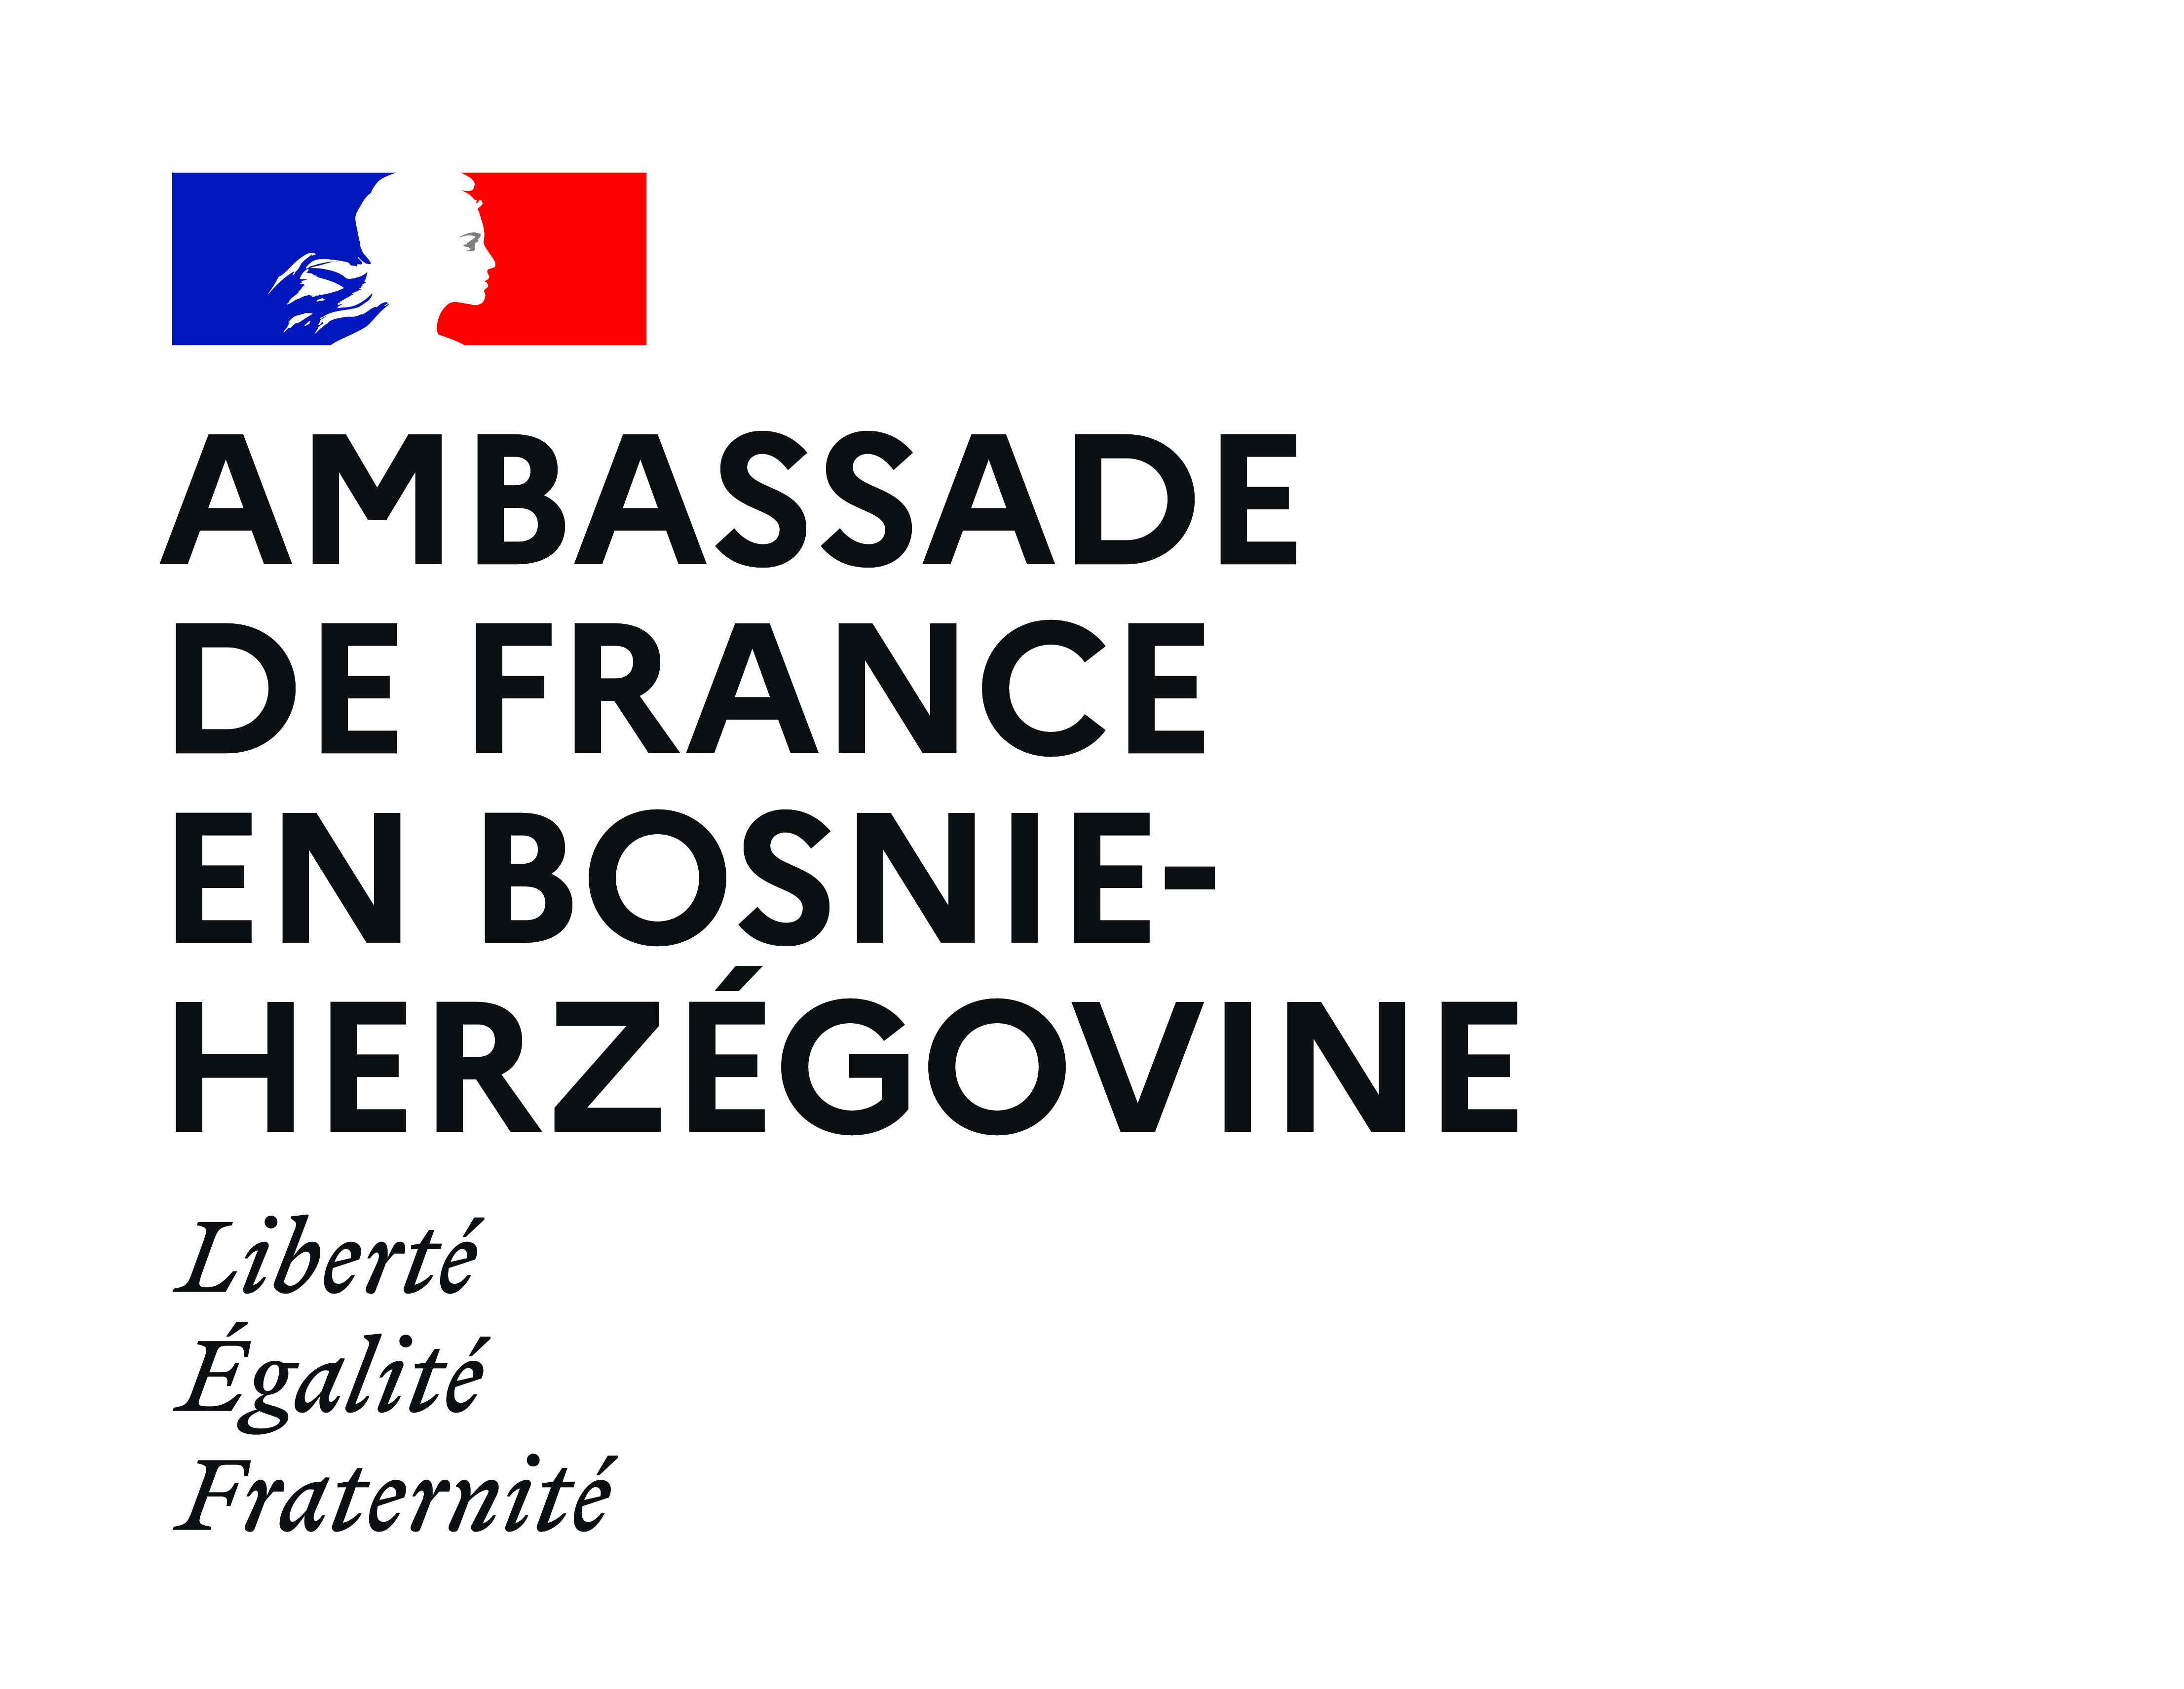 AMBASSADE
DE FRANCE
EN BOSNIE-
HERZÉGOVINE
Liberté
Égalité
Fraternité